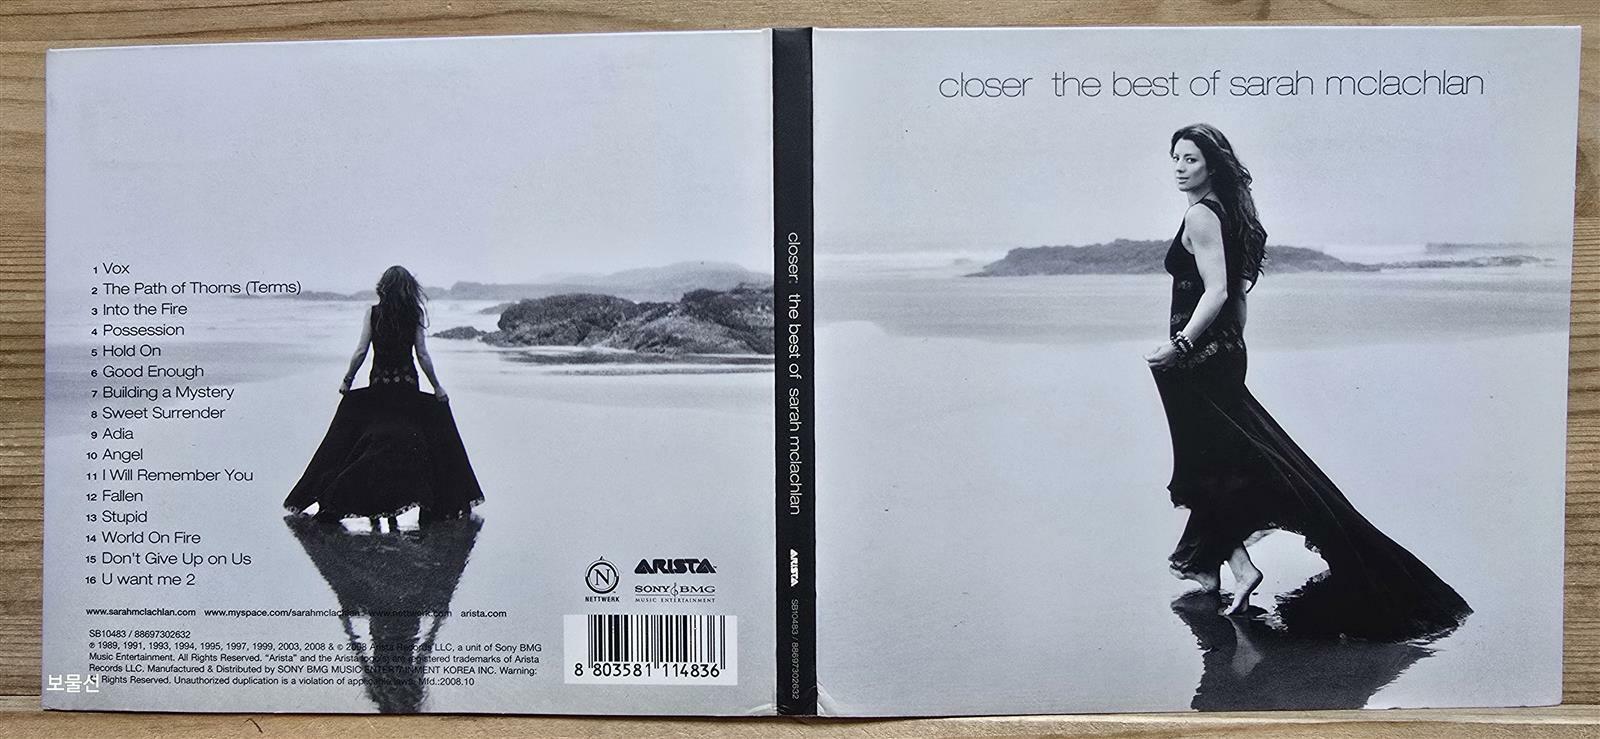 1 Vox
2 The Path of Thorns (Terms)
3 Into the Fire
4 Possession
5 Hold On
6 Good Enough
7 Building a Mystery
8 Sweet Surrender
9 Adia
10 Angel
11 I Will Remember You
12 Fallen
13 Stupid
14 World On Fire
15 Don't Give Up on Us
16 U want me 2
www.sarahmclachlan.com www.myspace.com/sarahmclachlan www.nettwerk.com arista.com
SB10483 / 88697302632
℗ 1989, 1991, 1993, 1994, 1995, 1997, 1999, 2003, 2008 & © 2008 Arista Records LLC, a unit of Sony BMG
Music Entertainment. All Rights Reserved. "Arista" and the Arista logo(s) are registered trademarks of Arista
Records LLC. Manufactured & Distributed by SONY BMG MUSIC ENTERTAINMENT KOREA INC. Warning:
Rights Reserved. Unauthorized duplication is a violation of applicable laws. Mfd.:2008.10
보물선
N
NETTWERK
ARISTA
SONY BMG
MUSIC ENTERTAINMENT
8 803581 114836
closer: the best of sarah mclachlan
ARISTA
SB10483 / 88697302632
closer the best of sarah mclachlan